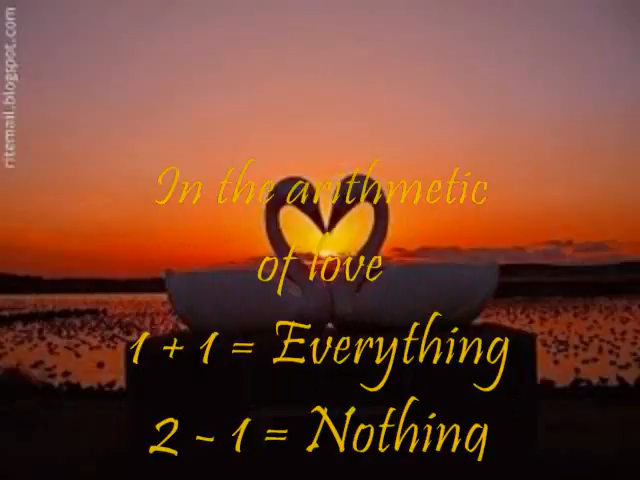 ritemail.blogspot.com
In the arithmetic
of love
1 + 1 = Everything
2 - 1 = Nothing